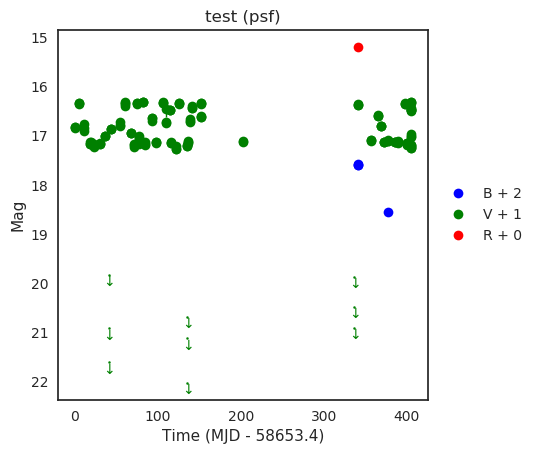 test (psf)
15
16
17
18
19
20
21
22
Mag
0
100
200
300
400
Time (MJD - 58653.4)
B + 2
V + 1
R + 0